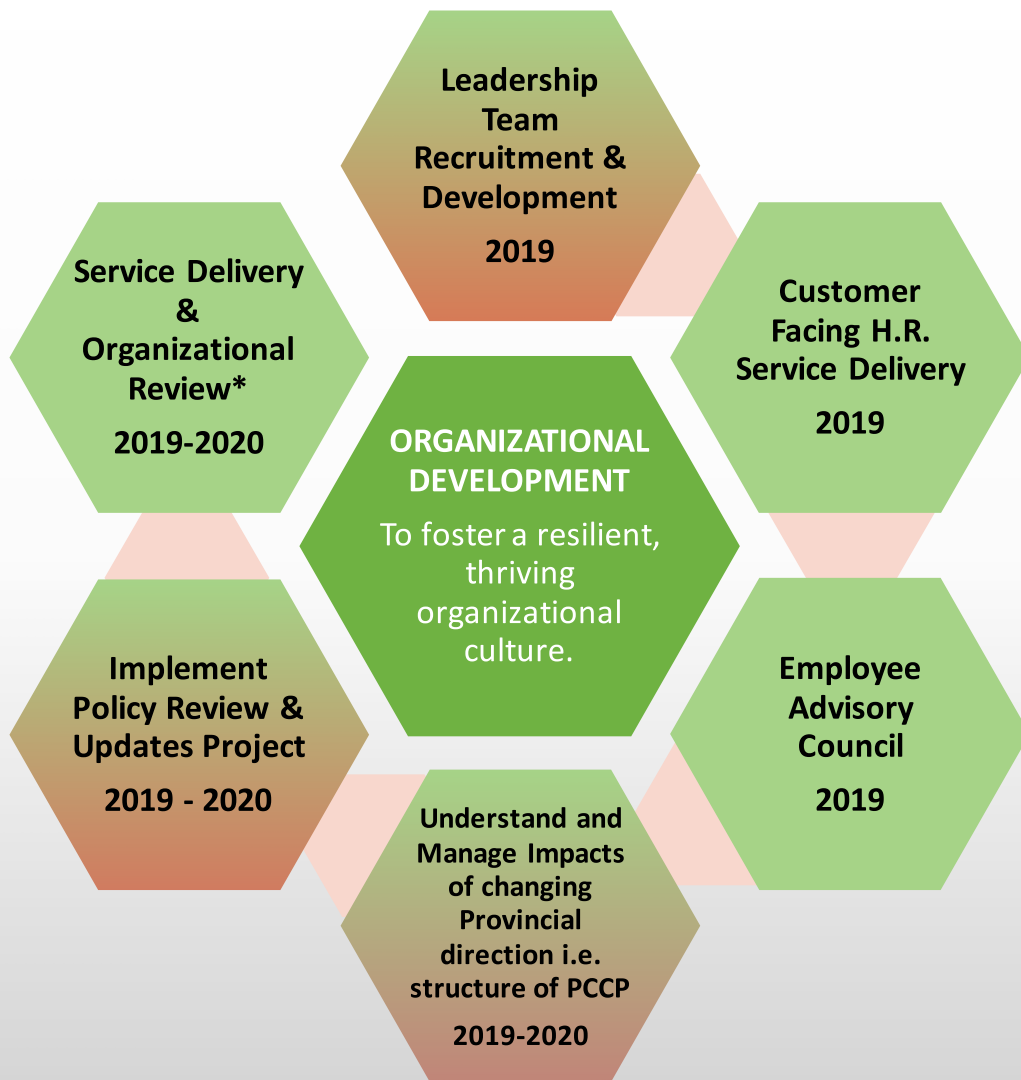 Leadership
Team
Recruitment &
Development
2019
Customer
Facing H.R.
Service Delivery
2019
Employee
Advisory
Council
2019
Understand and
Manage Impacts
of changing
Provincial
direction i.e.
structure of PCCP
2019-2020
Implement
Policy Review &
Updates Project
2019 - 2020
Service Delivery
&
Organizational
Review*
2019-2020
ORGANIZATIONAL
DEVELOPMENT
To foster a resilient,
thriving
organizational
culture.